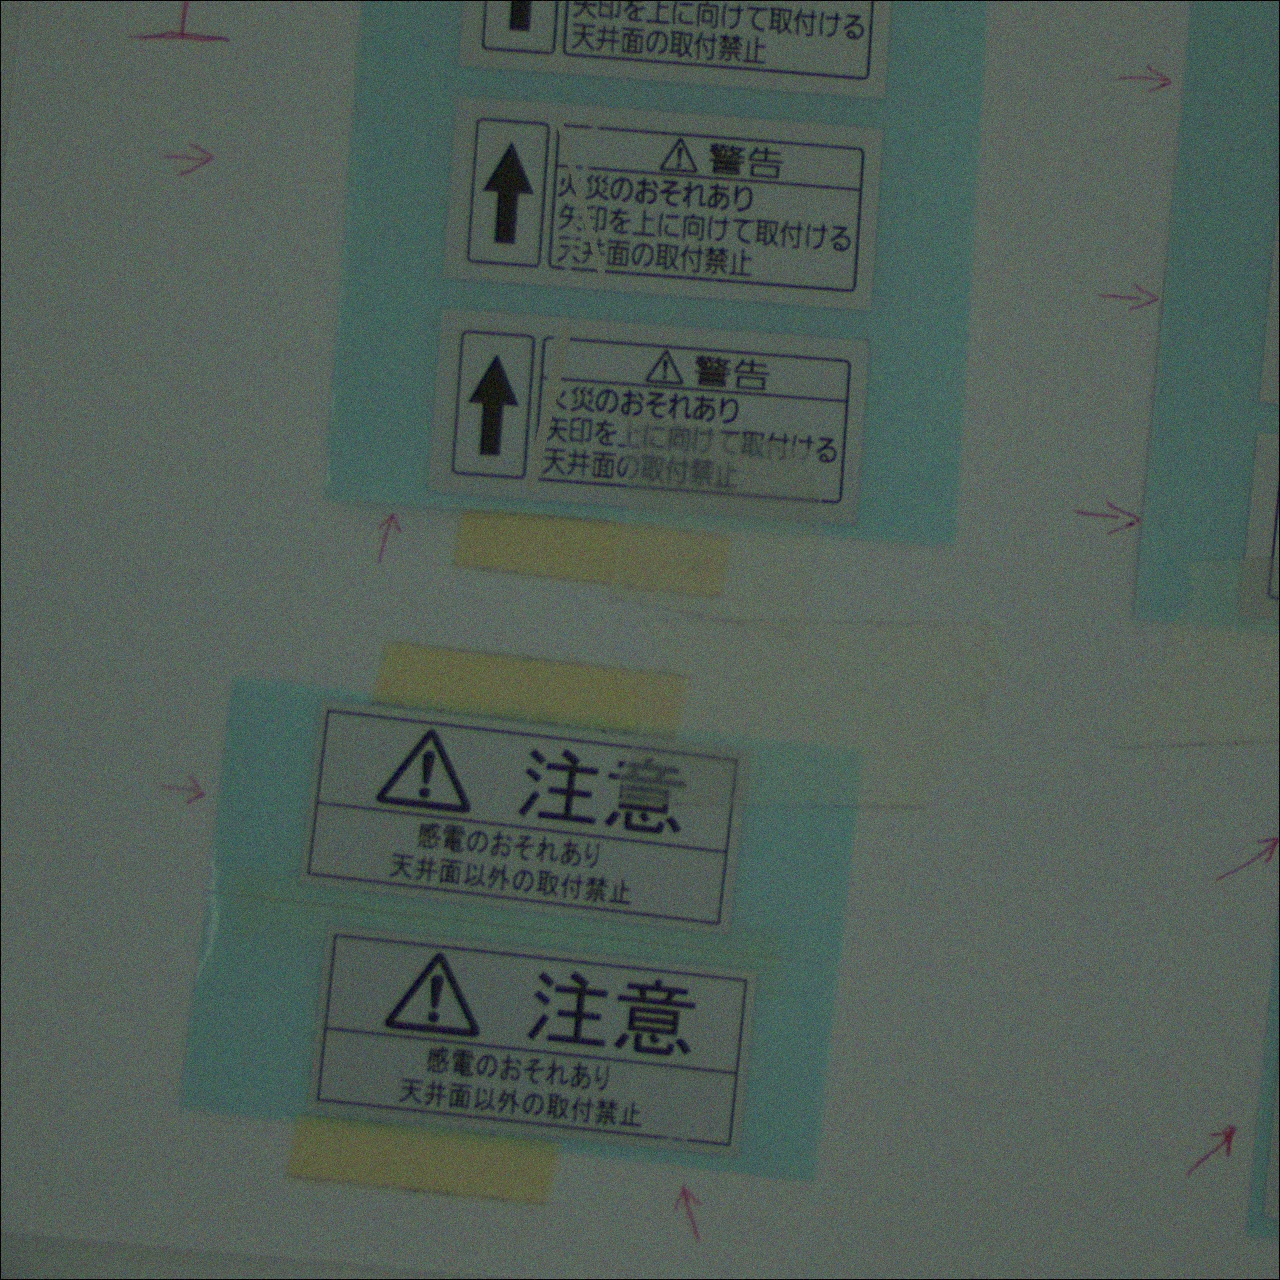 矢印を上に向けて取付ける
天井面の取付禁止
警告
火災のおそれあり
矢印を上に向けて取付ける
天井面の取付禁止
警告
災のおそれあり
矢印を上に向けて取付ける
天井面の取付禁止
注意
感電のおそれあり
天井面以外の取付禁止
注意
感電のおそれあり
天井面以外の取付禁止